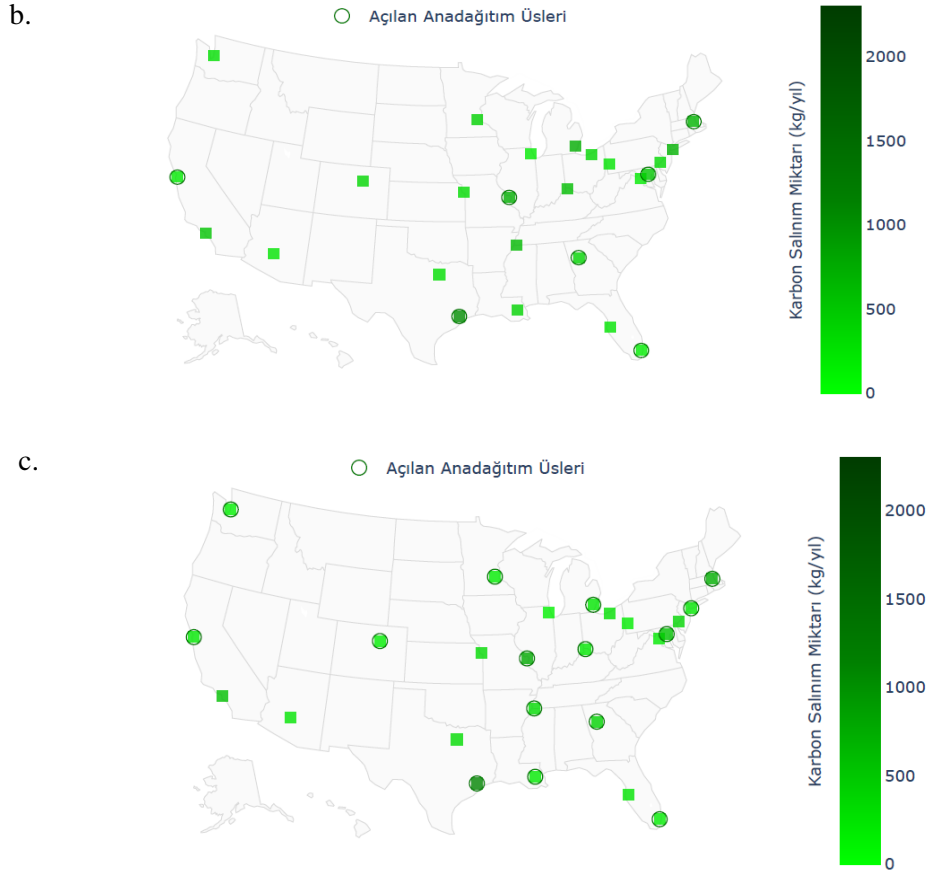 b.
Açılan Anadağıtım Üsleri
Karbon Salınım Miktarı (kg/yıl)
2000
1500
1000
500
0
c.
Açılan Anadağıtım Üsleri
Karbon Salınım Miktarı (kg/yıl)
2000
1500
1000
500
0